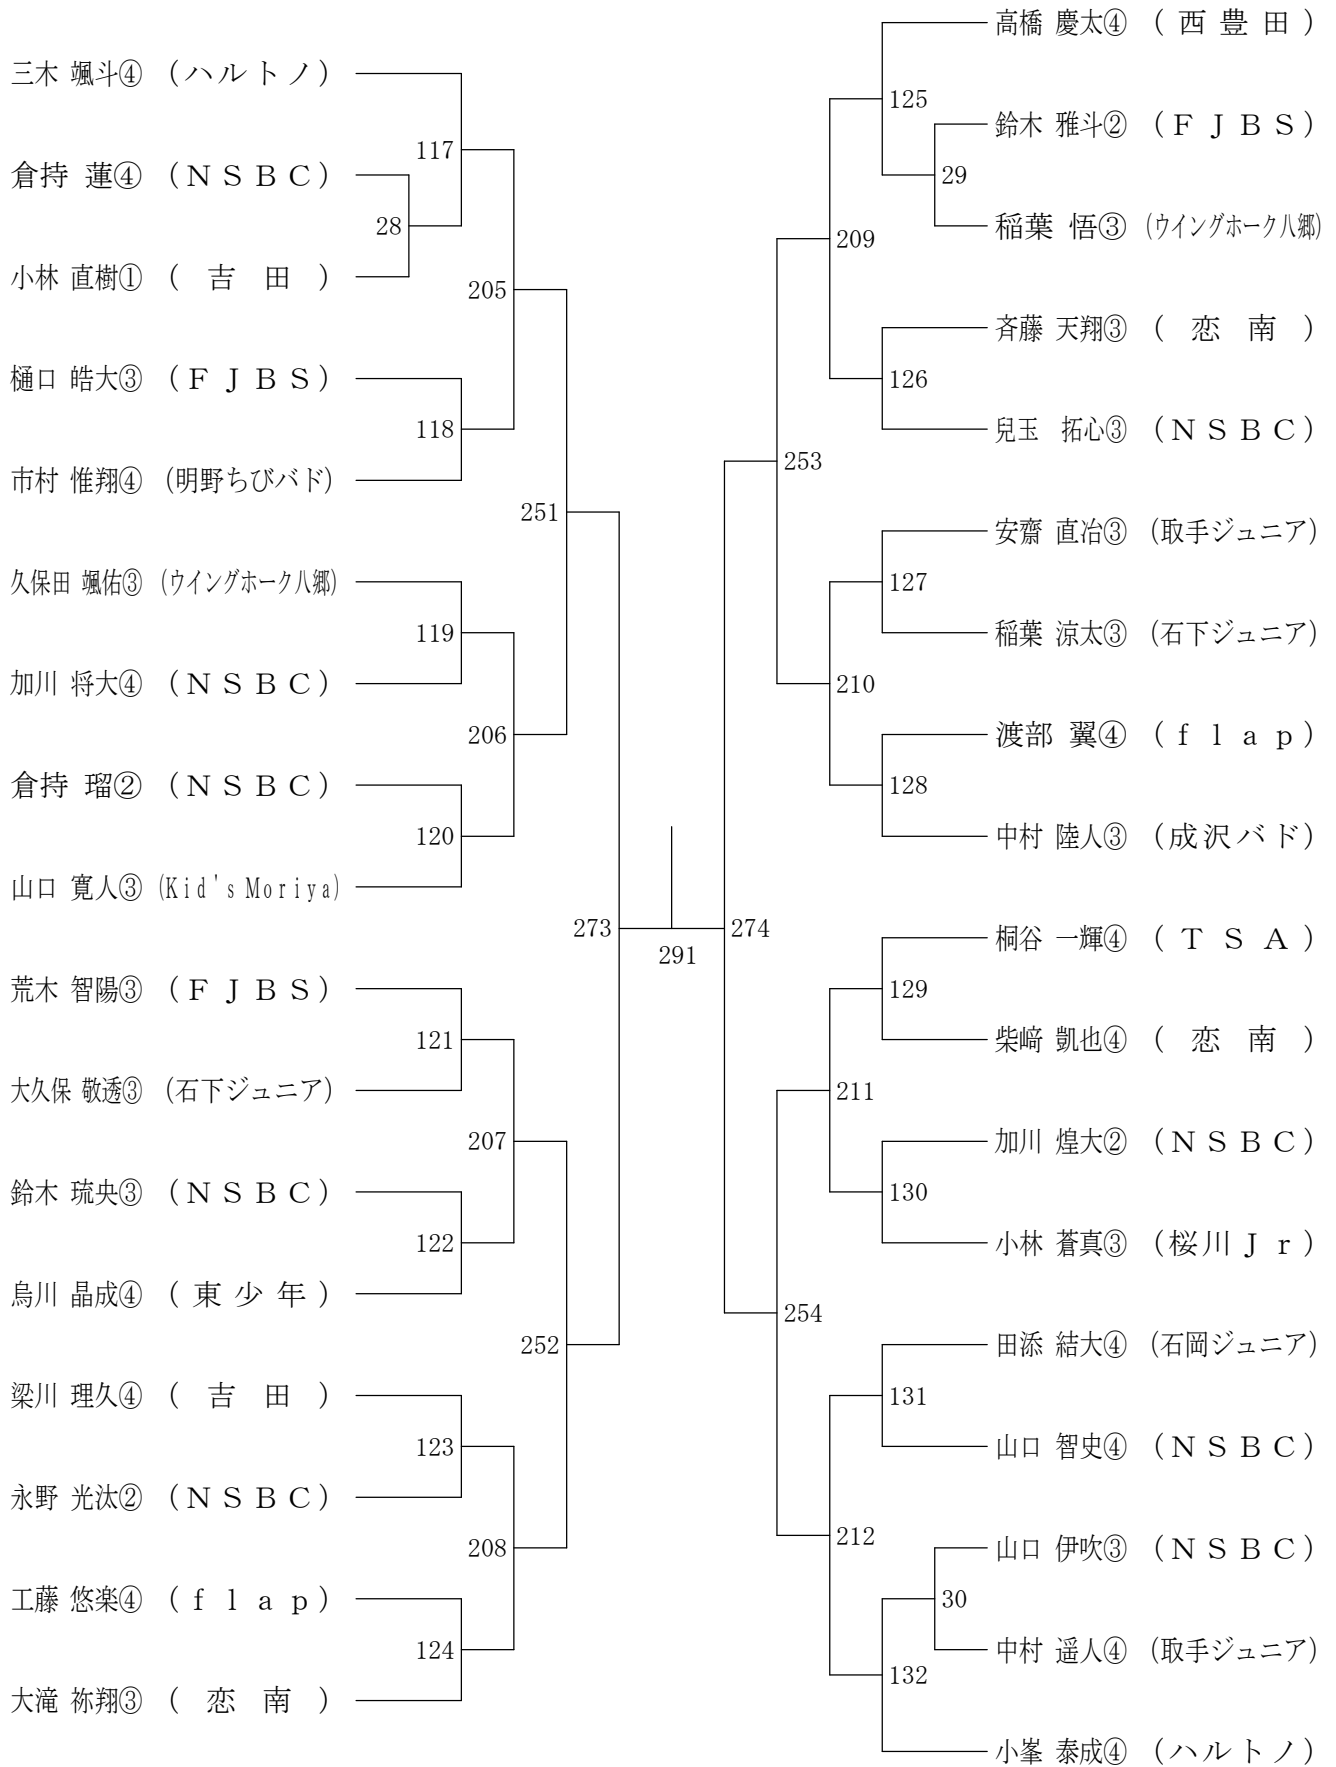 三木 颯斗④ （ハルトノ）
117
倉持 蓮④ （ＮＳＢＣ）
28
小林 直樹① （ 吉 田 ）
205
樋口 皓大③ （ＦＪＢＳ）
118
市村 惟翔④ （明野ちびバド）
251
久保田 颯佑③ （ウイングホーク八郷）
119
加川 将大④ （ＮＳＢＣ）
206
倉持 瑠② （ＮＳＢＣ）
120
山口 寛人③ (Kid's Moriya)
273
荒木 智陽③ （ＦＪＢＳ）
121
大久保 敬透③ （石下ジュニア）
207
鈴木 琉央③ （ＮＳＢＣ）
122
烏川 晶成④ （東少年）
252
梁川 理久④ （ 吉 田 ）
123
永野 光汰② （ＮＳＢＣ）
208
工藤 悠楽④ （ｆｌａｐ）
124
大滝 祢翔③ （ 恋 南 ）
291
高橋 慶太④ （西豊田）
125
鈴木 雅斗② （ＦＪＢＳ）
29
稲葉 悟③ （ウイングホーク八郷）
209
斉藤 天翔③ （ 恋 南 ）
126
兒玉 拓心③ （ＮＳＢＣ）
253
安齋 直冶③ （取手ジュニア）
127
稲葉 涼太③ （石下ジュニア）
210
渡部 翼④ （ｆｌａｐ）
128
中村 陸人③ （成沢バド）
274
桐谷 一輝④ （ＴＳＡ）
129
柴﨑 凱也④ （ 恋 南 ）
211
加川 煌大② （ＮＳＢＣ）
130
小林 蒼真③ （桜川Ｊｒ）
254
田添 結大④ （石岡ジュニア）
131
山口 智史④ （ＮＳＢＣ）
212
山口 伊吹③ （ＮＳＢＣ）
30
中村 遥人④ （取手ジュニア）
132
小峯 泰成④ （ハルトノ）